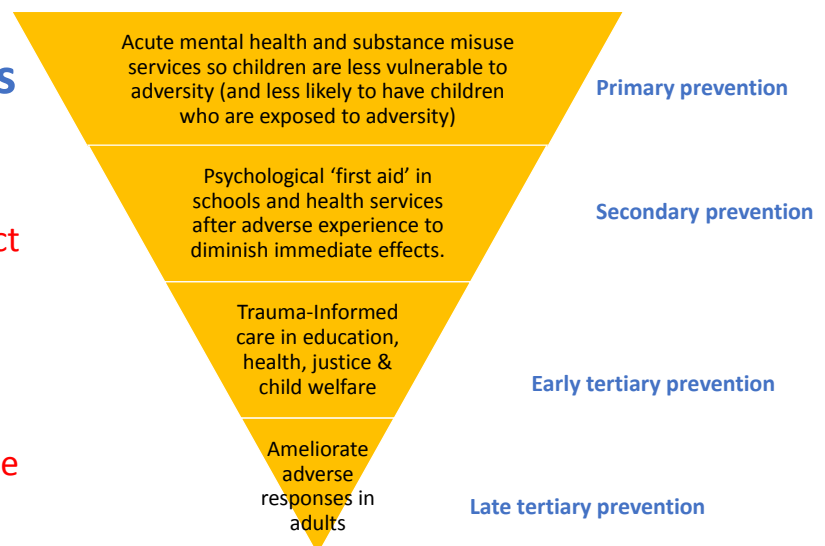 Acute mental health and substance misuse
services so children are less vulnerable to
adversity (and less likely to have children
who are exposed to adversity)
Primary prevention
Psychological ‘first aid’ in
schools and health services
after adverse experience to
diminish immediate effects.
Secondary prevention
Trauma-Informed
care in education,
health, justice &
child welfare
Early tertiary prevention
Ameliorate
adverse
responses in
adults
Late tertiary prevention